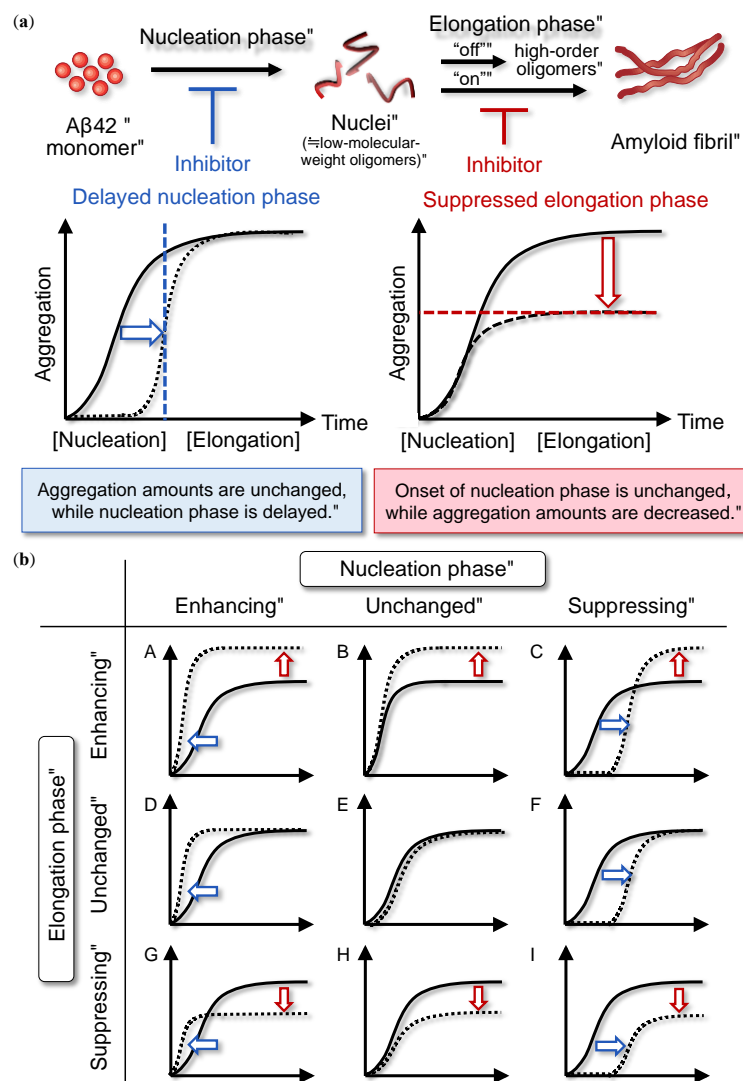 (a)
Nucleation phase"
Elongation phase"
“off”"
high-order
oligomers"
“on”"
Aβ42 "
monomer"
Nuclei"
(≒low-molecular-
weight oligomers)"
Amyloid fibril"
Inhibitor
Inhibitor
Delayed nucleation phase
Suppressed elongation phase
Aggregation
Time
[Nucleation] [Elongation]
Aggregation
Time
[Nucleation] [Elongation]
Aggregation amounts are unchanged,
while nucleation phase is delayed."
Onset of nucleation phase is unchanged,
while aggregation amounts are decreased."
(b)
Nucleation phase"
Enhancing" Unchanged" Suppressing"
Elongation phase"
Enhancing"
A B C
Unchanged"
D E F
Suppressing"
G H I